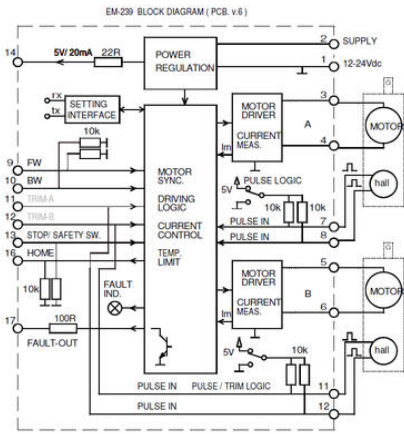 EM-239 BLOCK DIAGRAM ( PCB. v.6 )
14
5V/ 20mA
22R
POWER
REGULATION
2
SUPPLY
1
12-24Vdc
rx
tx
SETTING
INTERFACE
10k
MOTOR
DRIVER
CURRENT
MEAS.
A
3
4
MOTOR
Im
9
FW
10
BW
11
TRIM-A
12
TRIM-B
13
STOP/ SAFETY SW.
16
HOME
10k
MOTOR
SYNC.
DRIVING
LOGIC
CURRENT
CONTROL
TEMP.
LIMIT
5V
PULSE LOGIC
10k
10k
PULSE IN
7
PULSE IN
8
hall
FAULT
IND.
MOTOR
DRIVER
CURRENT
MEAS.
B
5
6
MOTOR
Im
17
100R
FAULT-OUT
5V
10k
hall
PULSE IN
PULSE / TRIM LOGIC
11
PULSE IN
12